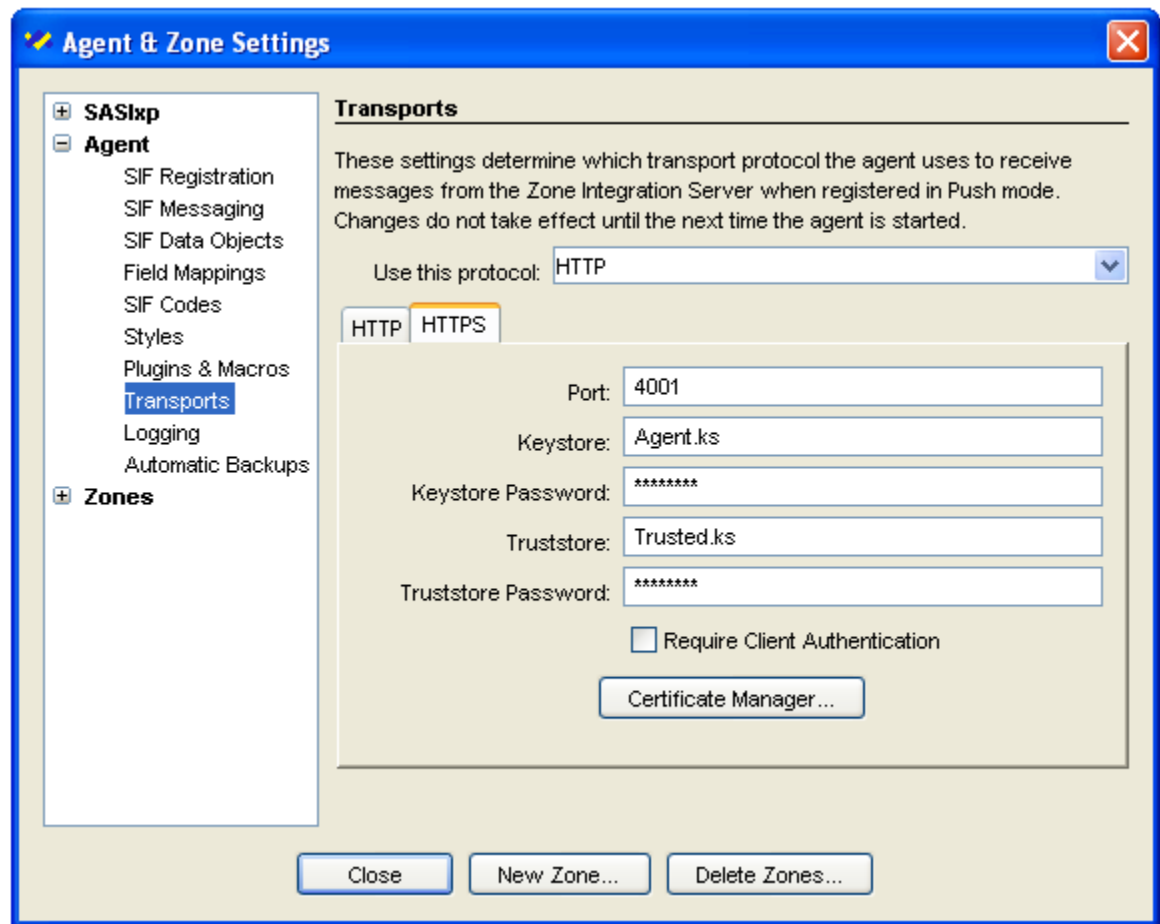 Agent & Zone Settings
SASIxp
Agent
SIF Registration
SIF Messaging
SIF Data Objects
Field Mappings
SIF Codes
Styles
Plugins & Macros
Transports
Logging
Automatic Backups
Zones
Transports
These settings determine which transport protocol the agent uses to receive
messages from the Zone Integration Server when registered in Push mode.
Changes do not take effect until the next time the agent is started.
Use this protocol: HTTP
HTTP HTTPS
Port: 4001
Keystore: Agent.ks
Keystore Password: ********
Truststore: Trusted.ks
Truststore Password: ********
Require Client Authentication
Certificate Manager...
Close New Zone... Delete Zones...